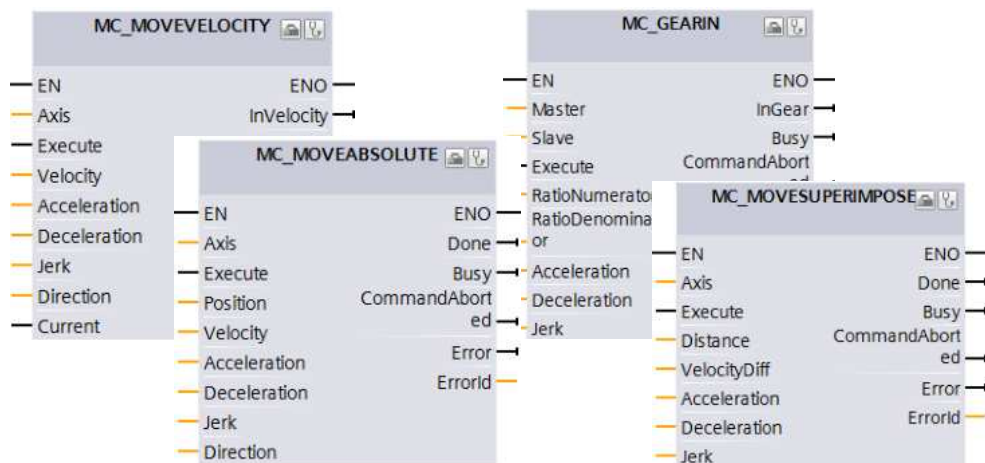 MC_MOVEVELOCITY
EN
ENO
Axis
InVelocity
Execute
Velocity
Acceleration
Deceleration
Jerk
Direction
Current
MC_MOVEABSOLUTE
EN
ENO
Axis
Done
Execute
Busy
Position
CommandAbort
ed
Velocity
Acceleration
Error
Deceleration
ErrorId
Jerk
Direction
MC_GEARIN
EN
ENO
Master
InGear
Slave
Busy
Execute
CommandAbort
ed
RatioNumerato
RatioDenomina
or
Acceleration
Deceleration
Jerk
MC_MOVESUPERIMPOSE
EN
ENO
Axis
Done
Execute
Busy
Distance
CommandAbort
ed
VelocityDiff
Acceleration
Error
Deceleration
ErrorId
Jerk